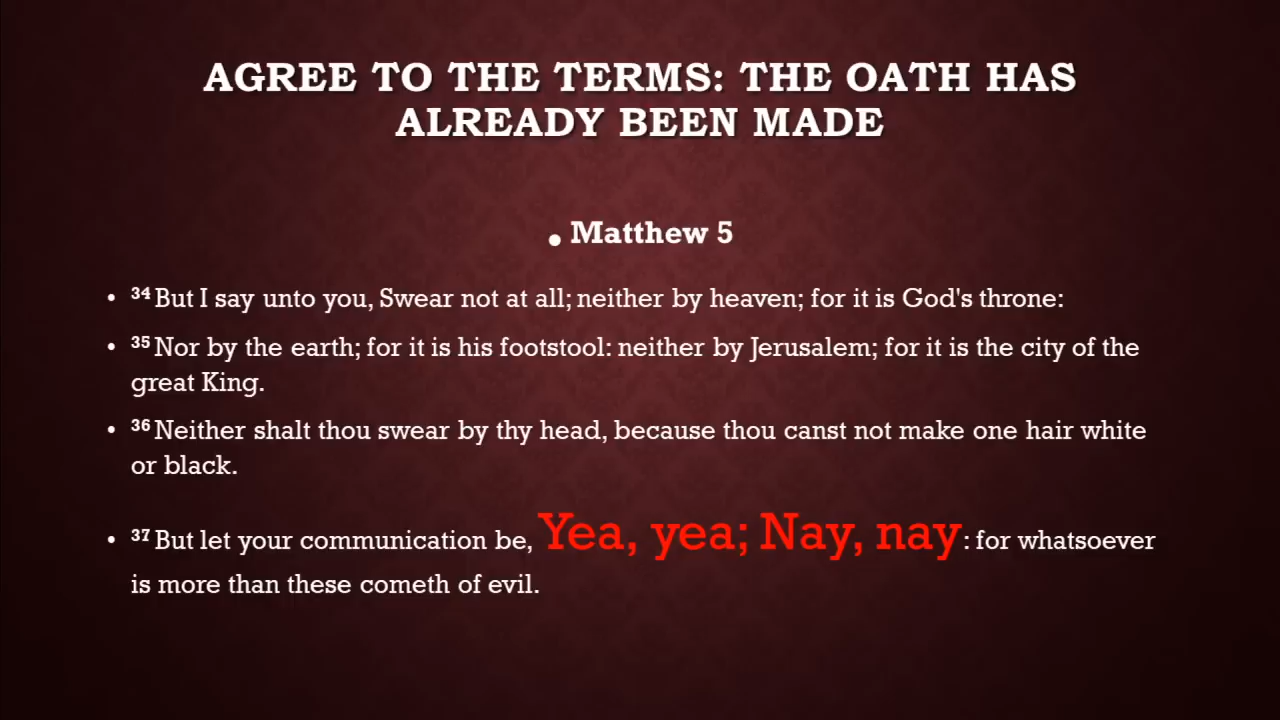 AGREE TO THE TERMS: THE OATH HAS
ALREADY BEEN MADE
• Matthew 5
• 34 But I say unto you, Swear not at all; neither by heaven; for it is God's throne:
• 35 Nor by the earth; for it is his footstool: neither by Jerusalem; for it is the city of the
great King.
• 36 Neither shalt thou swear by thy head, because thou canst not make one hair white
or black.
• 37 But let your communication be, Yea, yea; Nay, nay: for whatsoever
is more than these cometh of evil.